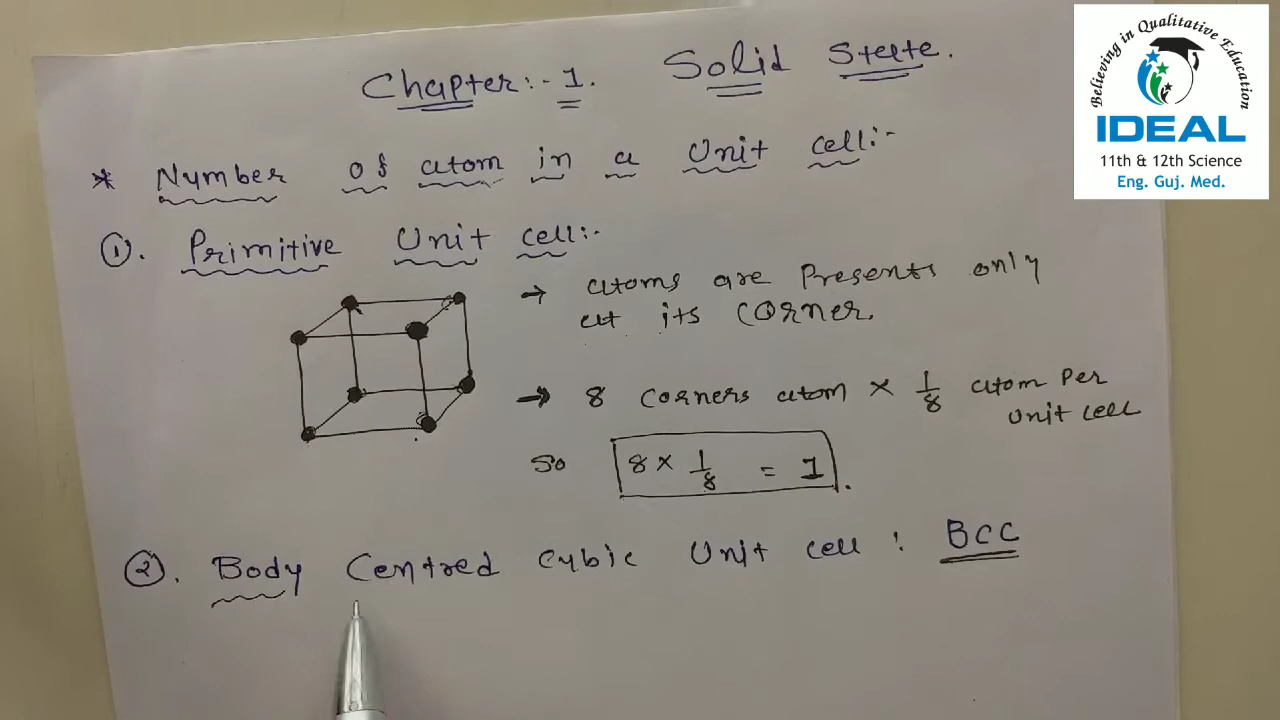 Chapter:- 1. Solid State.
* Number of atom in a Unit cell:-
①. Primitive Unit cell:-
→ atoms are Presents only
at its corner.
→ 8 corners atom × 1/8 atom Per
unit cell
So 8 × 1/8 = 1.
②. Body Centred Cybic Unit cell : BCC
Believing in Qualitative Education
IDEAL
11th & 12th Science
Eng. Guj. Med.